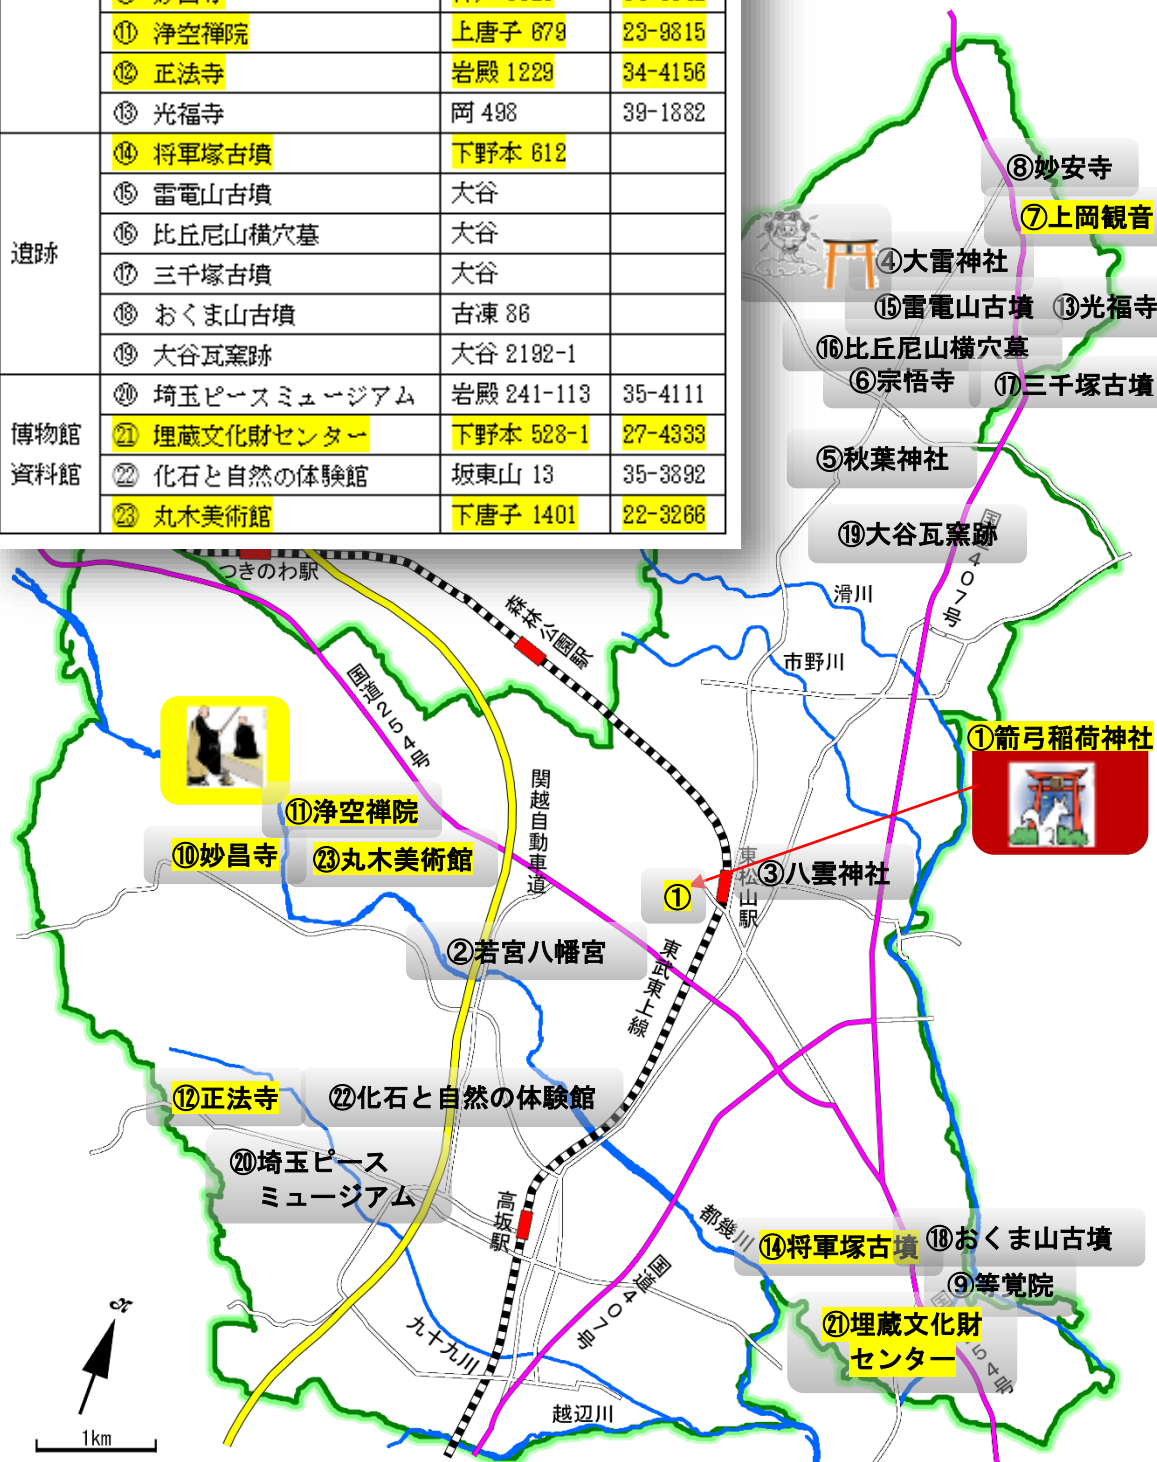 ⑪ 浄空禅院 上唐子 679 23-9815
⑫ 正法寺 岩殿 1229 34-4156
⑬ 光福寺 岡 498 39-1882
遺跡
⑭ 将軍塚古墳 下野本 612
⑮ 雷電山古墳 大谷
⑯ 比丘尼山横穴墓 大谷
⑰ 三千塚古墳 大谷
⑱ おくま山古墳 古凍 86
⑲ 大谷瓦窯跡 大谷 2192-1
博物館
資料館
⑳ 埼玉ピースミュージアム 岩殿 241-113 35-4111
㉑ 埋蔵文化財センター 下野本 528-1 27-4333
㉒ 化石と自然の体験館 坂東山 13 35-3892
㉓ 丸木美術館 下唐子 1401 22-3266
⑧妙安寺
⑦上岡観音
④大雷神社
⑮雷電山古墳
⑬光福寺
⑯比丘尼山横穴墓
⑥宗悟寺
⑰三千塚古墳
⑤秋葉神社
⑲大谷瓦窯跡
国道407号
つきのわ駅
森林公園駅
滑川
市野川
国道254号
①箭弓稲荷神社
関越自動車道
⑪浄空禅院
⑩妙昌寺
㉓丸木美術館
①
東松山駅
③八雲神社
②若宮八幡宮
東武東上線
⑫正法寺
㉒化石と自然の体験館
⑳埼玉ピース
ミュージアム
高坂駅
都幾川
⑭将軍塚古墳
⑱おくま山古墳
⑨等覚院
国道407号
国道254号
㉑埋蔵文化財
センター
九十九川
越辺川
1km